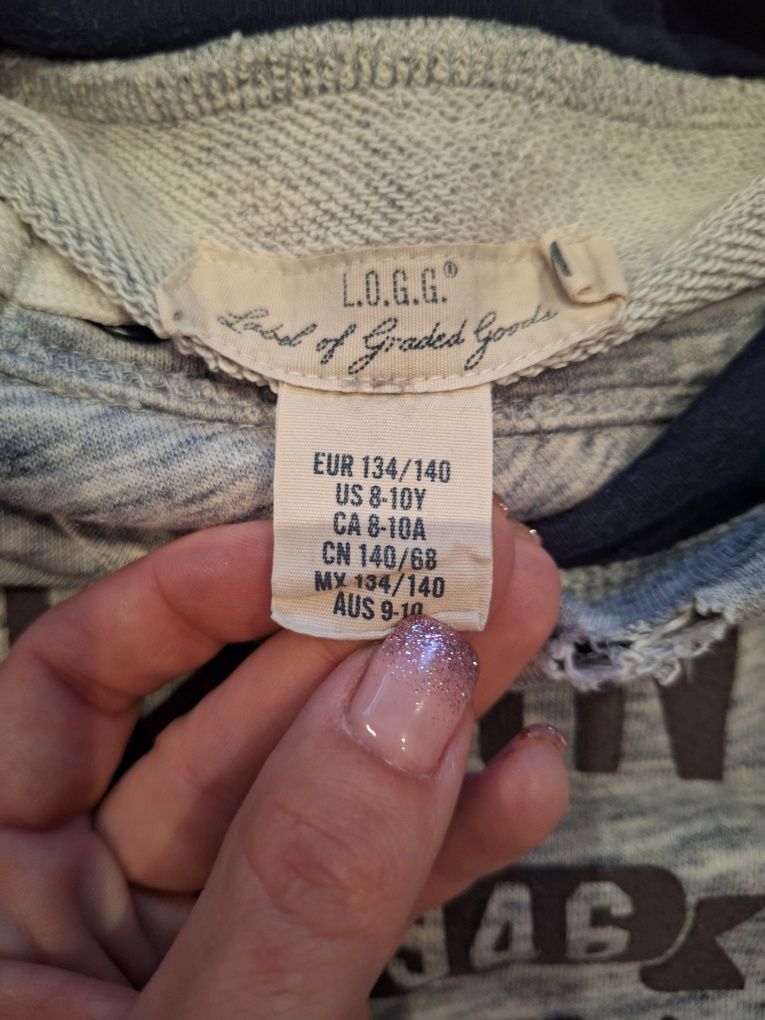 L.O.G.G.®
Label of Graded Goods
EUR 134/140
US 8-10Y
CA 8-10A
CN 140/68
MX 134/140
AUS 9-10
946